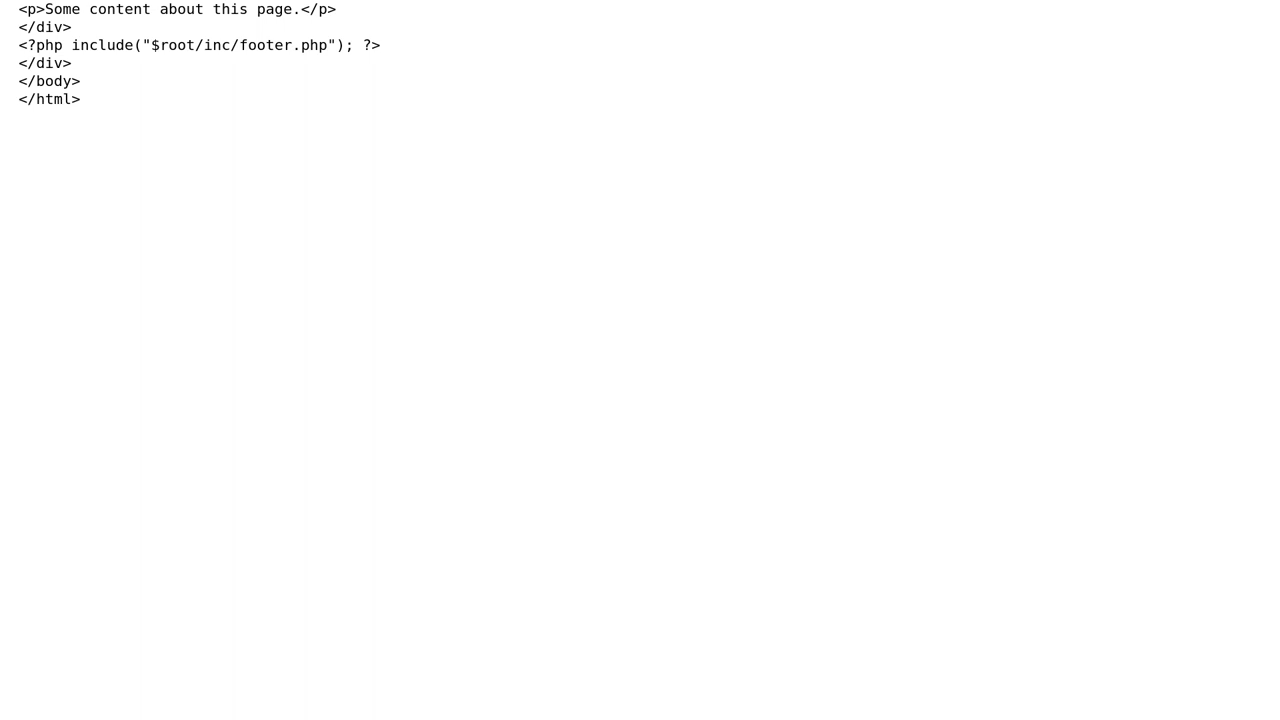 <p>Some content about this page.</p>
</div>
<?php include("$root/inc/footer.php"); ?>
</div>
</body>
</html>